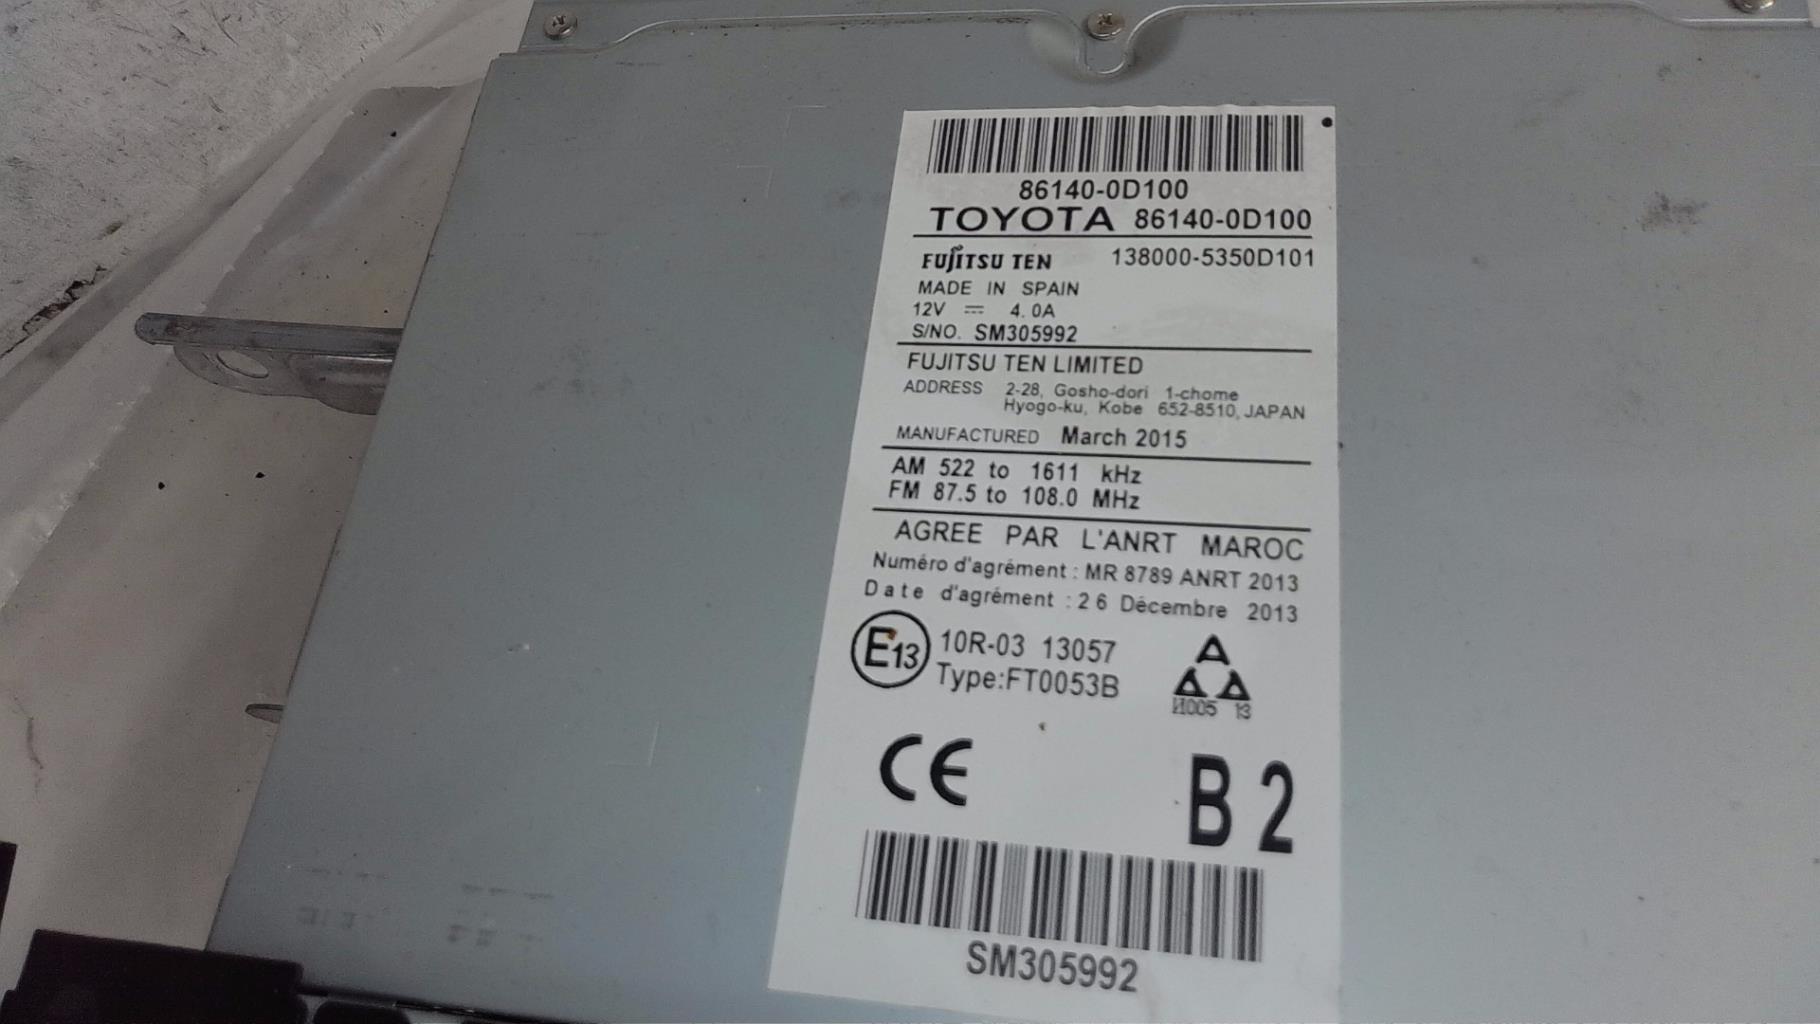 86140-0D100
TOYOTA 86140-0D100
FUJITSU TEN 138000-5350D101
MADE IN SPAIN
12V ⎓ 4.0A
S/NO. SM305992
FUJITSU TEN LIMITED
ADDRESS 2-28, Gosho-dori 1-chome
Hyogo-ku, Kobe 652-8510, JAPAN
MANUFACTURED March 2015
AM 522 to 1611 kHz
FM 87.5 to 108.0 MHz
AGREE PAR L'ANRT MAROC
Numéro d'agrément : MR 8789 ANRT 2013
Date d'agrément : 26 Décembre 2013
E13 10R-03 13057
Type:FT0053B
И005 13
CE
B2
SM305992